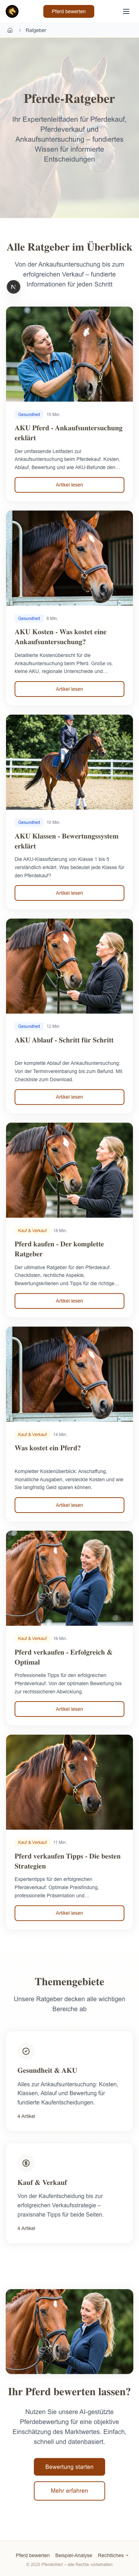 Pferd bewerten
Ratgeber
Pferde-Ratgeber
Ihr Expertenleitfaden für Pferdekauf,
Pferdeverkauf und
Ankaufsuntersuchung – fundiertes
Wissen für informierte
Entscheidungen
Alle Ratgeber im Überblick
Von der Ankaufsuntersuchung bis zum
erfolgreichen Verkauf – fundierte
Informationen für jeden Schritt
N
Gesundheit 15 Min.
AKU Pferd - Ankaufsuntersuchung
erklärt
Der umfassende Leitfaden zur
Ankaufsuntersuchung beim Pferdekauf. Kosten,
Ablauf, Bewertung und wie AKU-Befunde den…
Artikel lesen
Gesundheit 8 Min.
AKU Kosten - Was kostet eine
Ankaufsuntersuchung?
Detaillierte Kostenübersicht für die
Ankaufsuntersuchung beim Pferd. Große vs.
kleine AKU, regionale Unterschiede und…
Artikel lesen
Gesundheit 10 Min.
AKU Klassen - Bewertungssystem
erklärt
Die AKU-Klassifizierung von Klasse 1 bis 5
verständlich erklärt. Was bedeutet jede Klasse für
den Pferdekauf?
Artikel lesen
Gesundheit 12 Min.
AKU Ablauf - Schritt für Schritt
Der komplette Ablauf der Ankaufsuntersuchung:
Von der Terminvereinbarung bis zum Befund. Mit
Checkliste zum Download.
Artikel lesen
Kauf & Verkauf 18 Min.
Pferd kaufen - Der komplette
Ratgeber
Der ultimative Ratgeber für den Pferdekauf.
Checklisten, rechtliche Aspekte,
Bewertungskriterien und Tipps für die richtige…
Artikel lesen
Kauf & Verkauf 14 Min.
Was kostet ein Pferd?
Kompletter Kostenüberblick: Anschaffung,
monatliche Ausgaben, versteckte Kosten und wie
Sie langfristig Geld sparen können.
Artikel lesen
Kauf & Verkauf 16 Min.
Pferd verkaufen - Erfolgreich &
Optimal
Professionelle Tipps für den erfolgreichen
Pferdeverkauf. Von der optimalen Bewertung bis
zur rechtssicheren Abwicklung.
Artikel lesen
Kauf & Verkauf 11 Min.
Pferd verkaufen Tipps - Die besten
Strategien
Expertentipps für den erfolgreichen
Pferdeverkauf: Optimale Preisfindung,
professionelle Präsentation und…
Artikel lesen
Themengebiete
Unsere Ratgeber decken alle wichtigen
Bereiche ab
Gesundheit & AKU
Alles zur Ankaufsuntersuchung: Kosten,
Klassen, Ablauf und Bewertung für
fundierte Kaufentscheidungen.
4 Artikel
Kauf & Verkauf
Von der Kaufentscheidung bis zur
erfolgreichen Verkaufsstrategie –
praxisnahe Tipps für beide Seiten.
4 Artikel
Ihr Pferd bewerten lassen?
Nutzen Sie unsere AI-gestützte
Pferdebewertung für eine objektive
Einschätzung des Marktwertes. Einfach,
schnell und datenbasiert.
Bewertung starten
Mehr erfahren
Pferd bewerten Beispiel-Analyse Rechtliches
© 2025 PferdeWert – alle Rechte vorbehalten.